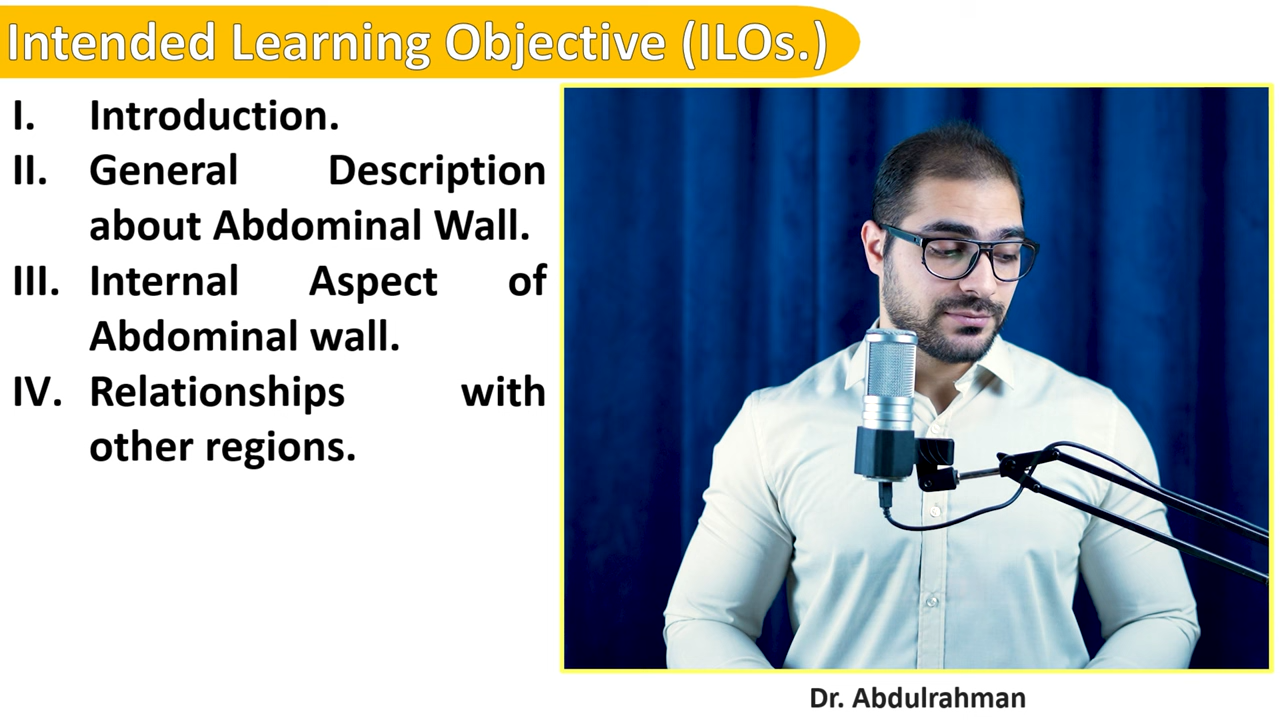 Intended Learning Objective (ILOs.)
I. Introduction.
II. General Description
about Abdominal Wall.
III. Internal Aspect of
Abdominal wall.
IV. Relationships with
other regions.
Dr. Abdulrahman